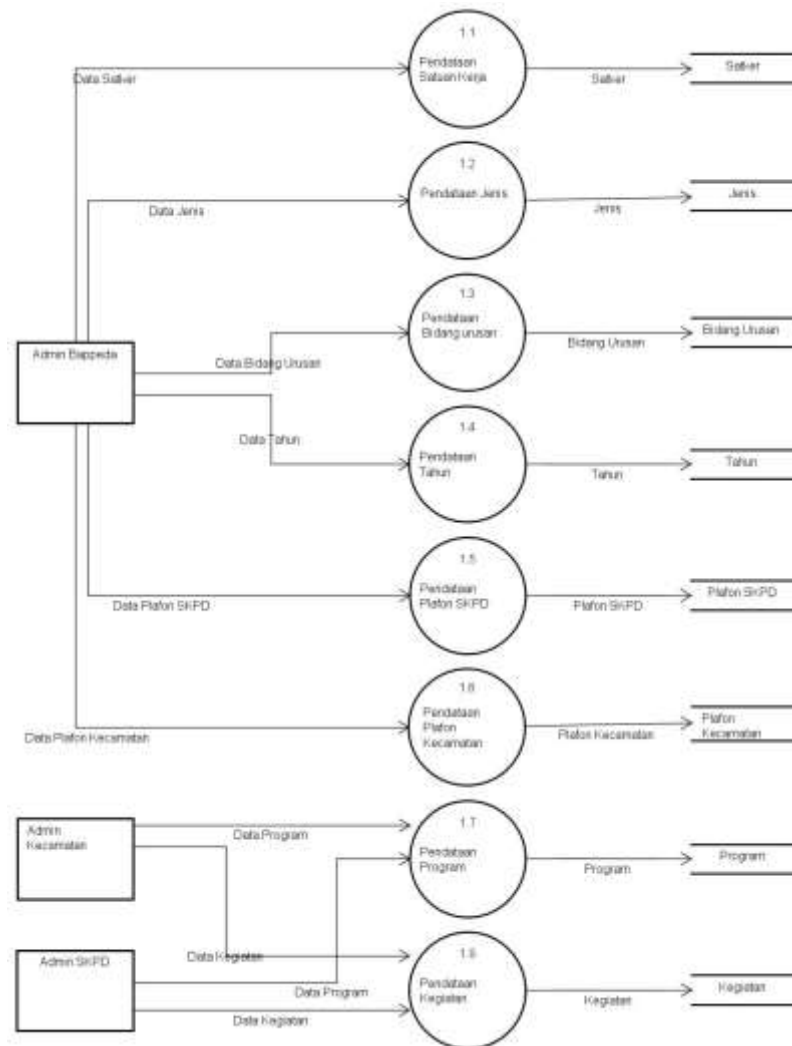 1.1
Pendataan
Satuan Kerja
Data Satker
Satker
Satker
1.2
Pendataan Jenis
Data Jenis
Jenis
Jenis
1.3
Pendataan
Bidang urusan
Admin Bappeda
Data Bidang Urusan
Bidang Urusan
Bidang Urusan
1.4
Pendataan
Tahun
Data Tahun
Tahun
Tahun
1.5
Pendataan
Plafon SKPD
Data Plafon SKPD
Plafon SKPD
Plafon SKPD
1.6
Pendataan
Plafon
Kecamatan
Data Plafon Kecamatan
Plafon Kecamatan
Plafon
Kecamatan
Admin
Kecamatan
Data Program
1.7
Pendataan
Program
Program
Program
Admin SKPD
Data Kegiatan
Data Program
Data Kegiatan
Pendataan
Kegiatan
Kegiatan
Kegiatan